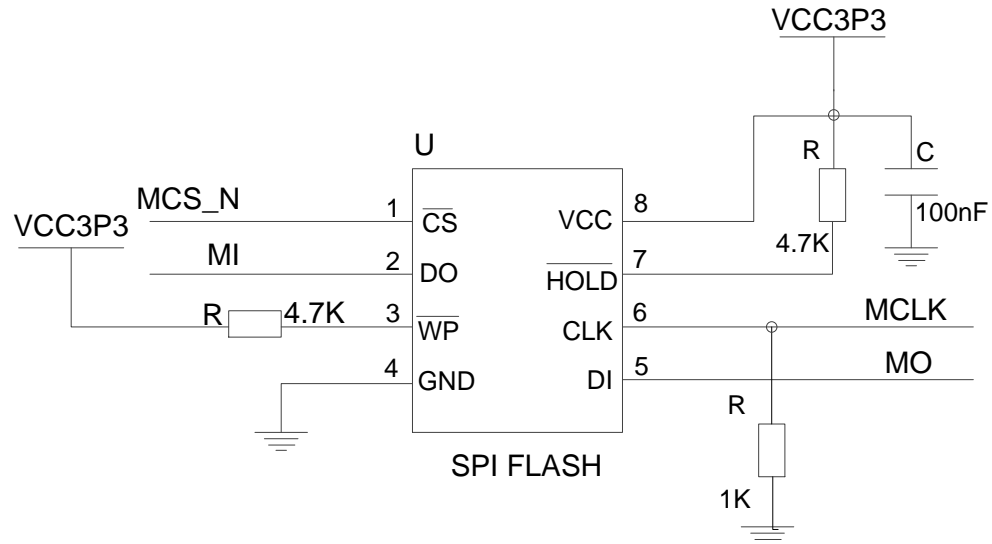 VCC3P3
U
R
C
MCS_N
1
CS
VCC
8
100nF
VCC3P3
MI
2
DO
HOLD
7
4.7K
R
4.7K
3
WP
CLK
6
MCLK
4
GND
DI
5
MO
R
SPI FLASH
1K